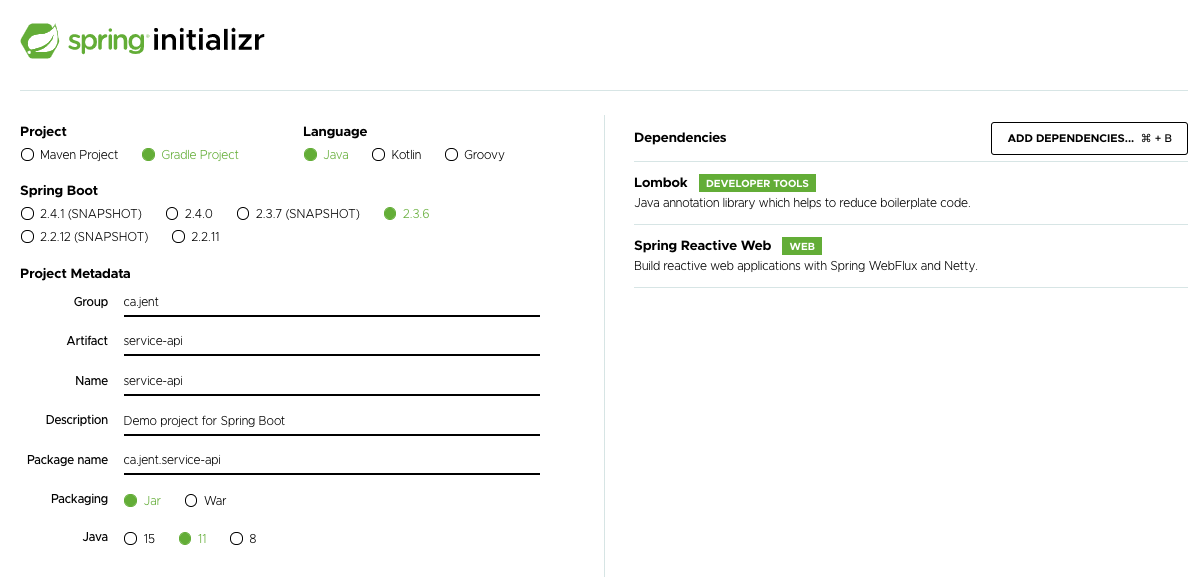 spring initializr
Project
Maven Project Gradle Project
Language
Java Kotlin Groovy
Spring Boot
2.4.1 (SNAPSHOT) 2.4.0 2.3.7 (SNAPSHOT) 2.3.6
2.2.12 (SNAPSHOT) 2.2.11
Project Metadata
Group ca.jent
Artifact service-api
Name service-api
Description Demo project for Spring Boot
Package name ca.jent.service-api
Packaging Jar War
Java 15 11 8
Dependencies ADD DEPENDENCIES... ⌘ + B
Lombok DEVELOPER TOOLS
Java annotation library which helps to reduce boilerplate code.
Spring Reactive Web WEB
Build reactive web applications with Spring WebFlux and Netty.